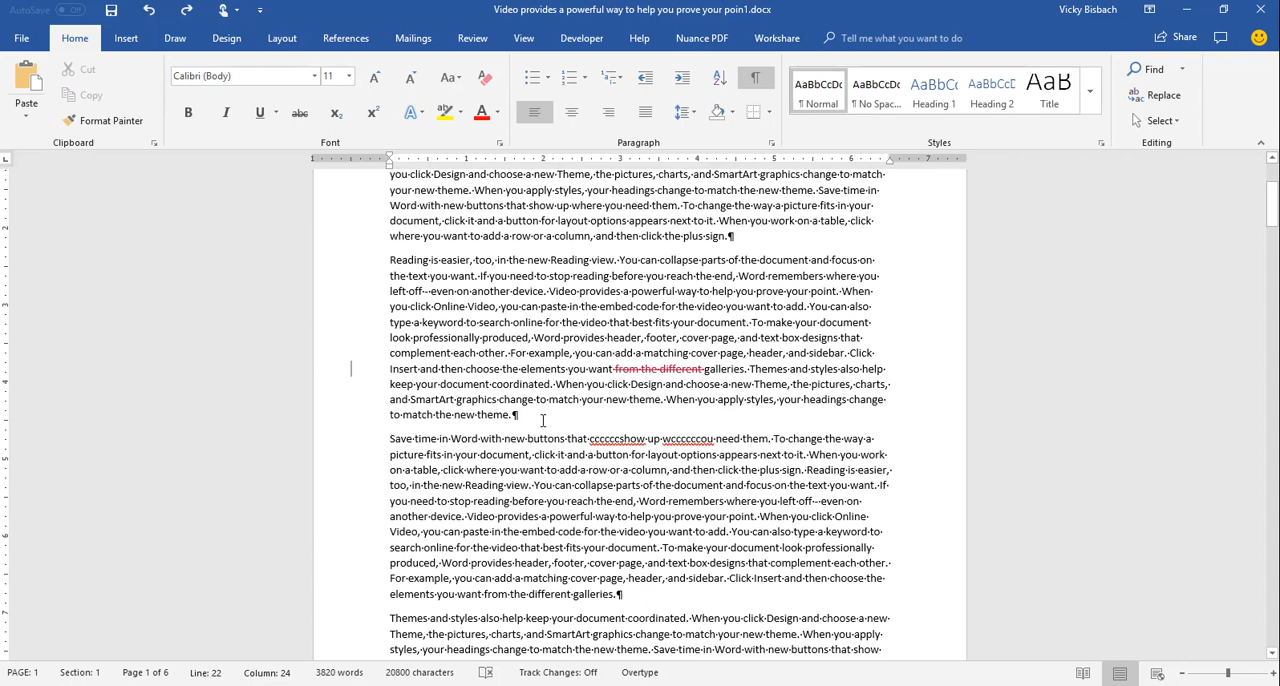 AutoSave Off
Video provides a powerful way to help you prove your poin1.docx
Vicky Bisbach
File Home Insert Draw Design Layout References Mailings Review View Developer Help Nuance PDF Workshare Tell me what you want to do Share
Paste
Cut
Copy
Format Painter
Clipboard
Calibri (Body) 11
Aa
B I U abc X₂ X²
A A
Font
Paragraph
AaBbCcDc AaBbCcDc AaBbCc AaBbCcD AaB
¶ Normal ¶ No Spac... Heading 1 Heading 2 Title
Styles
Find
Replace
Select
Editing
1 1 2 3 4 5 6 7
you·click·Design·and·choose·a·new·Theme,·the·pictures,·charts,·and·SmartArt·graphics·change·to·match·
your·new·theme.·When·you·apply·styles,·your·headings·change·to·match·the·new·theme.·Save·time·in·
Word·with·new·buttons·that·show·up·where·you·need·them.·To·change·the·way·a·picture·fits·in·your·
document,·click·it·and·a·button·for·layout·options·appears·next·to·it.·When·you·work·on·a·table,·click·
where·you·want·to·add·a·row·or·a·column,·and·then·click·the·plus·sign.¶
Reading·is·easier,·too,·in·the·new·Reading·view.·You·can·collapse·parts·of·the·document·and·focus·on·
the·text·you·want.·If·you·need·to·stop·reading·before·you·reach·the·end,·Word·remembers·where·you·
left·off·-·even·on·another·device.·Video·provides·a·powerful·way·to·help·you·prove·your·point.·When·
you·click·Online·Video,·you·can·paste·in·the·embed·code·for·the·video·you·want·to·add.·You·can·also·
type·a·keyword·to·search·online·for·the·video·that·best·fits·your·document.·To·make·your·document·
look·professionally·produced,·Word·provides·header,·footer,·cover·page,·and·text·box·designs·that·
complement·each·other.·For·example,·you·can·add·a·matching·cover·page,·header,·and·sidebar.·Click·
Insert·and·then·choose·the·elements·you·want·from·the·different·galleries.·Themes·and·styles·also·help·
keep·your·document·coordinated.·When·you·click·Design·and·choose·a·new·Theme,·the·pictures,·charts,·
and·SmartArt·graphics·change·to·match·your·new·theme.·When·you·apply·styles,·your·headings·change·
to·match·the·new·theme.¶
Save·time·in·Word·with·new·buttons·that·ccccccshow·up·wccccccou·need·them.·To·change·the·way·a·
picture·fits·in·your·document,·click·it·and·a·button·for·layout·options·appears·next·to·it.·When·you·work·
on·a·table,·click·where·you·want·to·add·a·row·or·a·column,·and·then·click·the·plus·sign.·Reading·is·easier,·
too,·in·the·new·Reading·view.·You·can·collapse·parts·of·the·document·and·focus·on·the·text·you·want.·If·
you·need·to·stop·reading·before·you·reach·the·end,·Word·remembers·where·you·left·off·-·even·on·
another·device.·Video·provides·a·powerful·way·to·help·you·prove·your·point.·When·you·click·Online·
Video,·you·can·paste·in·the·embed·code·for·the·video·you·want·to·add.·You·can·also·type·a·keyword·to·
search·online·for·the·video·that·best·fits·your·document.·To·make·your·document·look·professionally·
produced,·Word·provides·header,·footer,·cover·page,·and·text·box·designs·that·complement·each·other.·
For·example,·you·can·add·a·matching·cover·page,·header,·and·sidebar.·Click·Insert·and·then·choose·the·
elements·you·want·from·the·different·galleries.¶
Themes·and·styles·also·help·keep·your·document·coordinated.·When·you·click·Design·and·choose·a·new·
Theme,·the·pictures,·charts,·and·SmartArt·graphics·change·to·match·your·new·theme.·When·you·apply·
styles,·your·headings·change·to·match·the·new·theme.·Save·time·in·Word·with·new·buttons·that·show·
PAGE: 1 Section: 1 Page 1 of 6 Line: 22 Column: 24 3820 words 20800 characters Track Changes: Off Overtype